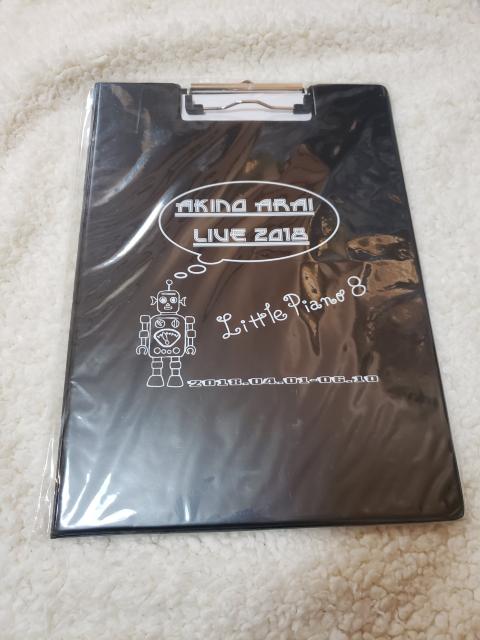 AKINO ARAI
LIVE 2018
Little Piano 8
2018.04.01-06.10